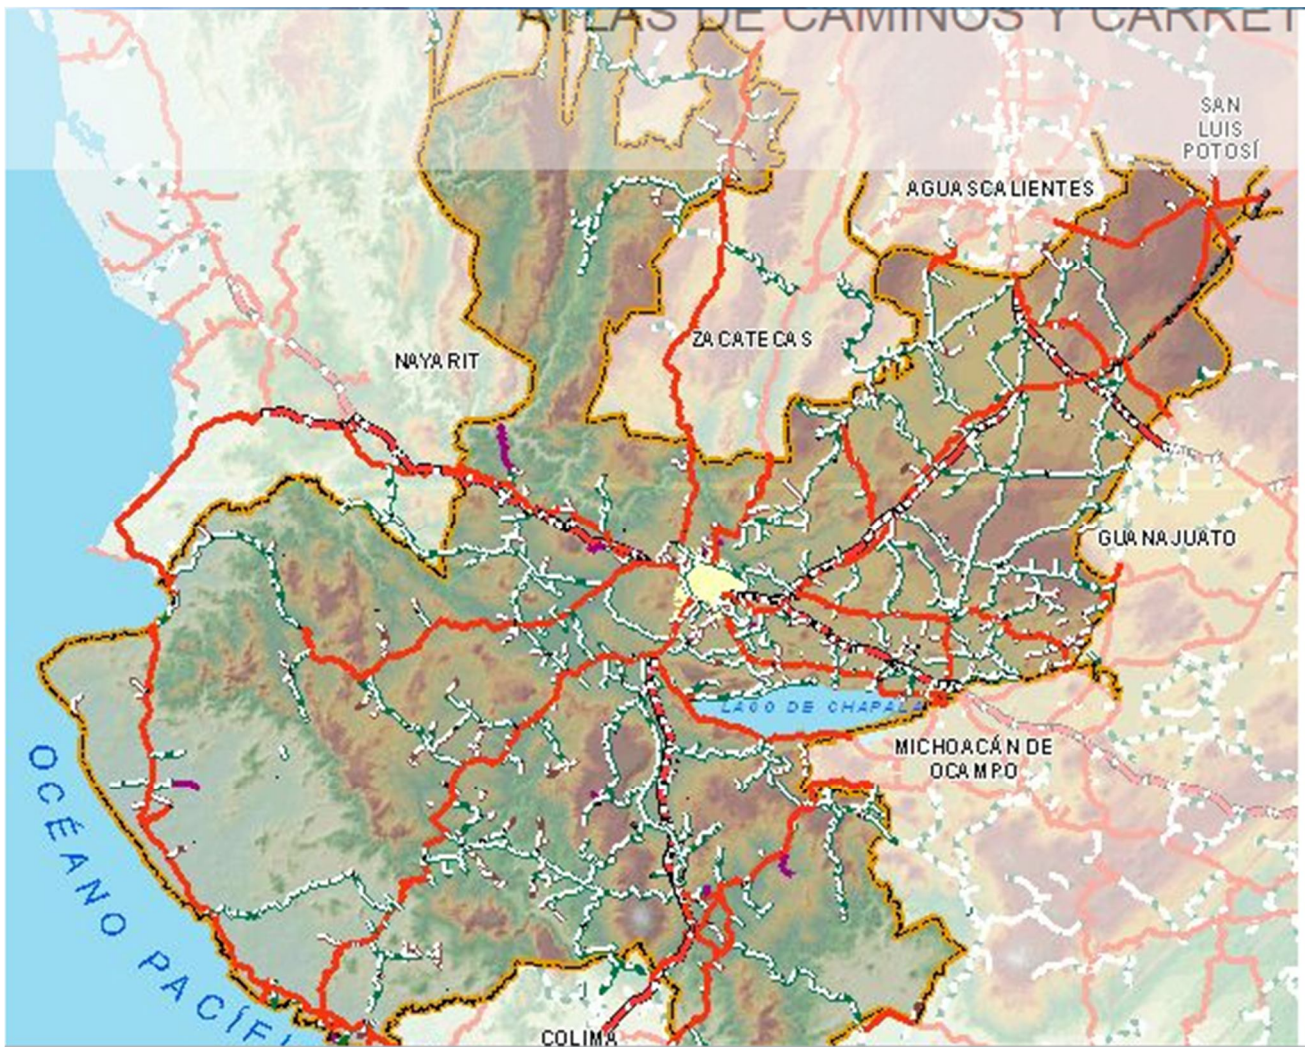 ATLAS DE CAMINOS Y CARRET
SAN
LUIS
POTOSÍ
AGUASCALIENTES
ZACATECAS
NAYARIT
GUANAJUATO
LAGO DE CHAPALA
MICHOACÁN DE
OCAMPO
OCÉANO PACÍFI
COLIMA